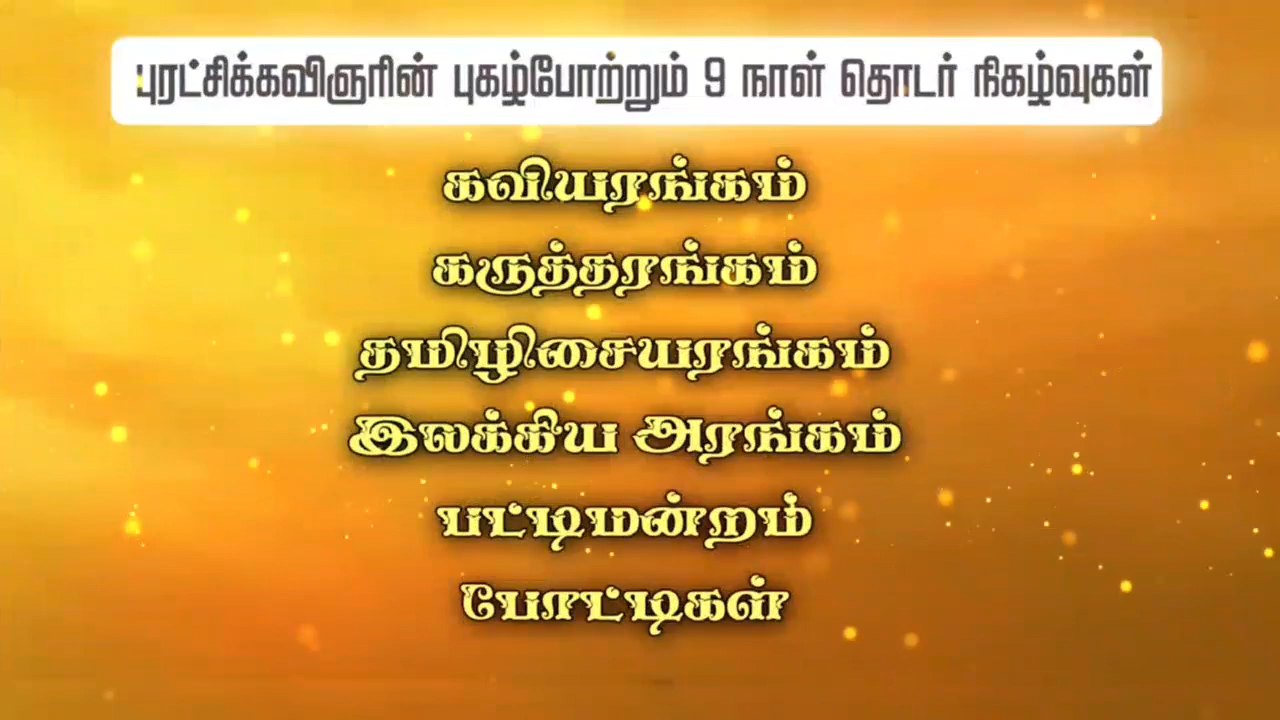 புரட்சிக்கவிஞரின் புகழ்போற்றும் 9 நாள் தொடர் நிகழ்வுகள்
கவியரங்கம்
கருத்தரங்கம்
தமிழிசையரங்கம்
இலக்கிய அரங்கம்
பட்டிமன்றம்
போட்டிகள்